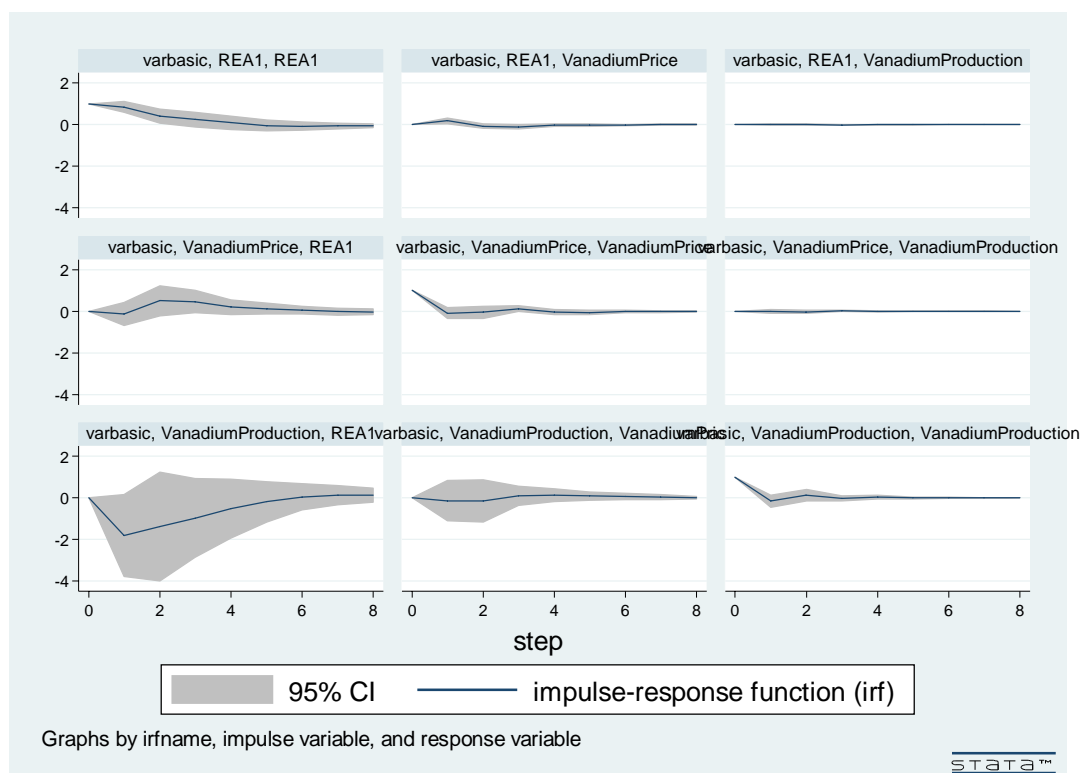 varbasic, REA1, REA1
varbasic, REA1, VanadiumPrice
varbasic, REA1, VanadiumProduction
2
0
-2
-4
varbasic, VanadiumPrice, REA1
varbasic, VanadiumPrice, VanadiumPrice
varbasic, VanadiumPrice, VanadiumProduction
2
0
-2
-4
varbasic, VanadiumProduction, REA1
varbasic, VanadiumProduction, VanadiumPrice
varbasic, VanadiumProduction, VanadiumProduction
2
0
-2
-4
0 2 4 6 8
0 2 4 6 8
0 2 4 6 8
step
95% CI
impulse-response function (irf)
Graphs by irfname, impulse variable, and response variable
STaTa™